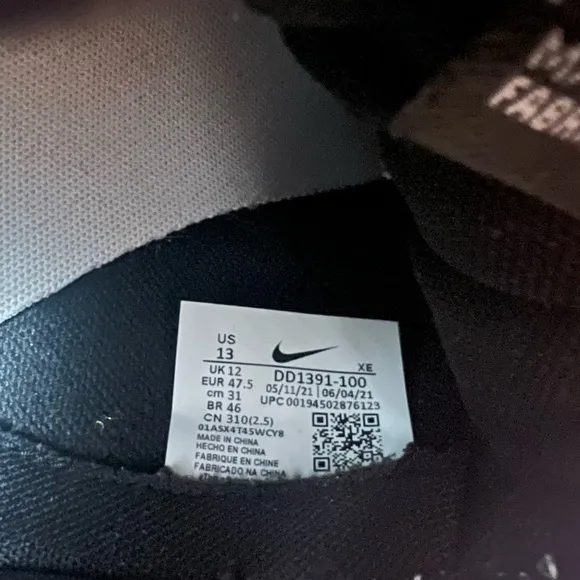 FABR
US
13
XE
UK 12
DD1391-100
EUR 47.5
05/11/21 | 06/04/21
cm 31
UPC 00194502876123
BR 46
CN 310(2.5)
01ASX4T45WCY8
MADE IN CHINA
HECHO EN CHINA
FABRIQUE EN CHINE
FABRICADO NA CHINA